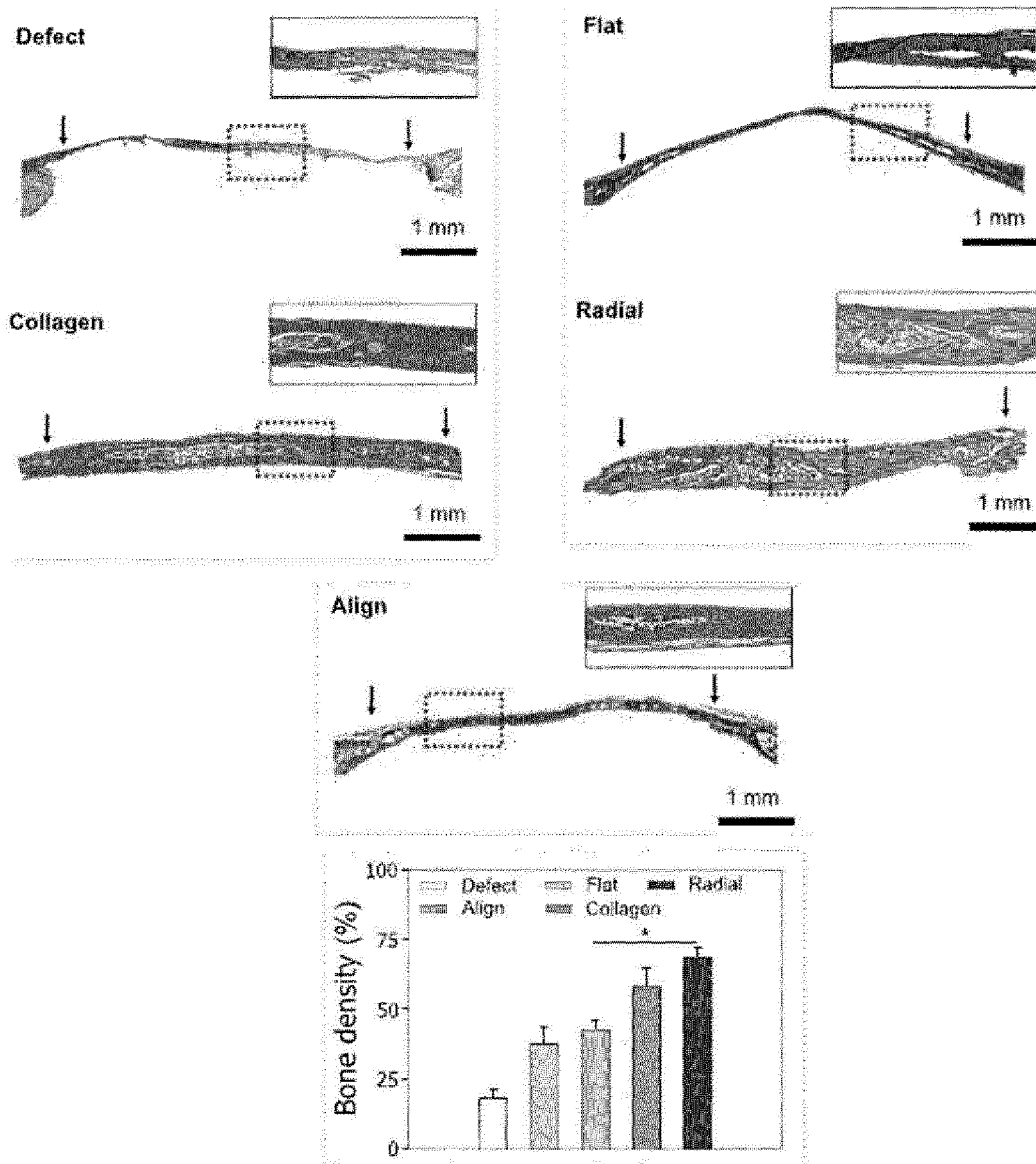 Defect
Flat
1 mm
1 mm
Collagen
Radial
1 mm
1 mm
Align
1 mm
Bone density (%)
100
75
50
25
0
Defect Flat Radial
Align Collagen
*